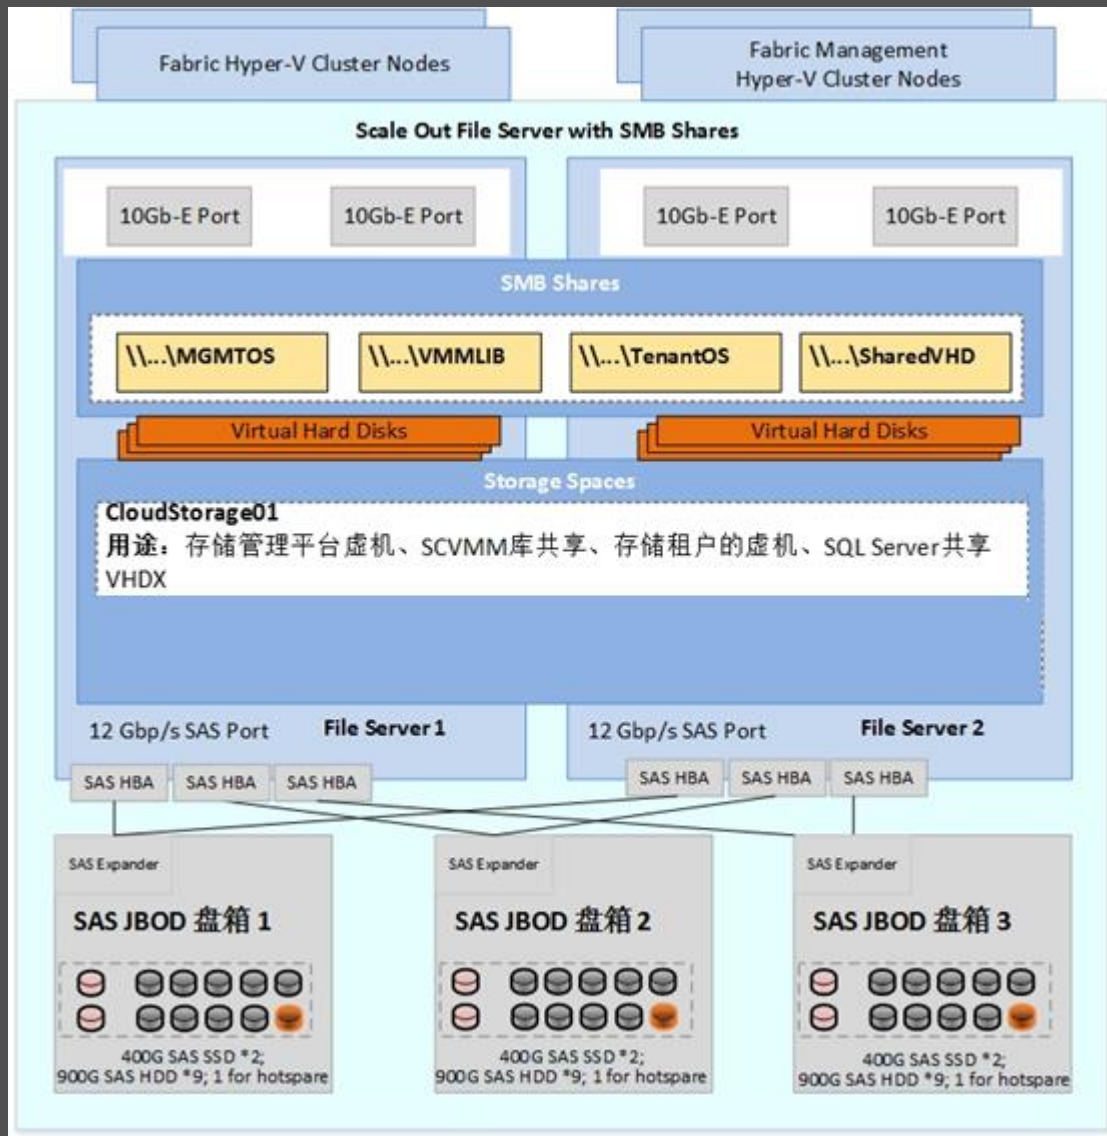 Fabric Hyper-V Cluster Nodes
Fabric Management
Hyper-V Cluster Nodes
Scale Out File Server with SMB Shares
10Gb-E Port
10Gb-E Port
10Gb-E Port
10Gb-E Port
SMB Shares
\\...\MGMTOS
\\...\VMMLIB
\\...\TenantOS
\\...\SharedVHD
Virtual Hard Disks
Virtual Hard Disks
Storage Spaces
CloudStorage01
用途：存储管理平台虚机、SCVMM库共享、存储租户的虚机、SQL Server共享
VHDX
12 Gbp/s SAS Port
File Server 1
12 Gbp/s SAS Port
File Server 2
SAS HBA
SAS HBA
SAS HBA
SAS HBA
SAS HBA
SAS HBA
SAS Expander
SAS Expander
SAS Expander
SAS JBOD 盘箱 1
SAS JBOD 盘箱 2
SAS JBOD 盘箱 3
400G SAS SSD *2;
900G SAS HDD *9; 1 for hotspare
400G SAS SSD *2;
900G SAS HDD *9; 1 for hotspare
400G SAS SSD *2;
900G SAS HDD *9; 1 for hotspare